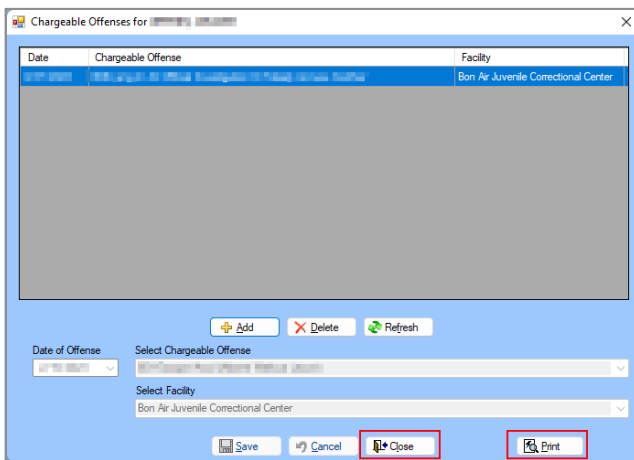 Chargeable Offenses for
Date Chargeable Offense Facility
Bon Air Juvenile Correctional Center
Add Delete Refresh
Date of Offense Select Chargeable Offense
Select Facility
Bon Air Juvenile Correctional Center
Save Cancel Close Print